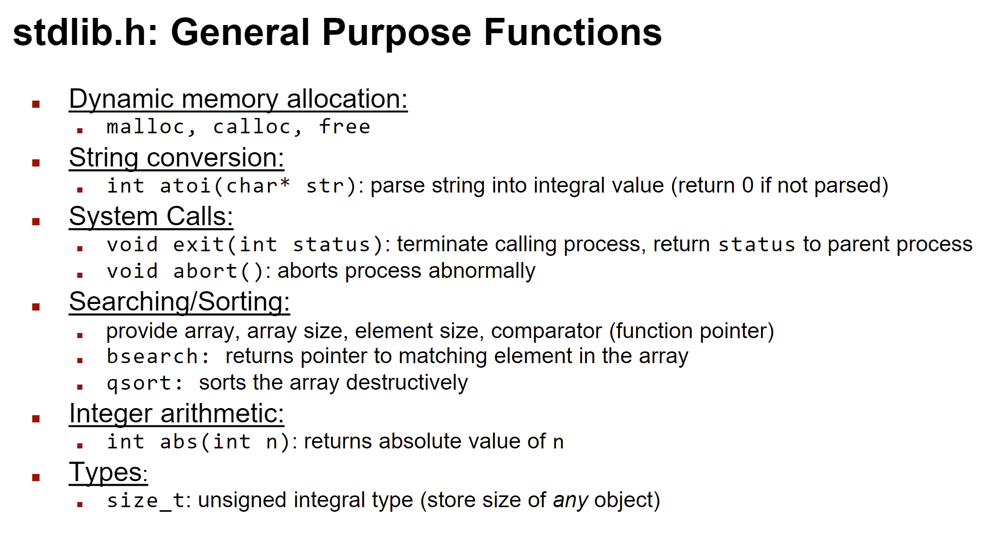 stdlib.h: General Purpose Functions
Dynamic memory allocation:
malloc, calloc, free
String conversion:
int atoi(char* str): parse string into integral value (return 0 if not parsed)
System Calls:
void exit(int status): terminate calling process, return status to parent process
void abort(): aborts process abnormally
Searching/Sorting:
provide array, array size, element size, comparator (function pointer)
bsearch: returns pointer to matching element in the array
qsort: sorts the array destructively
Integer arithmetic:
int abs(int n): returns absolute value of n
Types:
size_t: unsigned integral type (store size of any object)